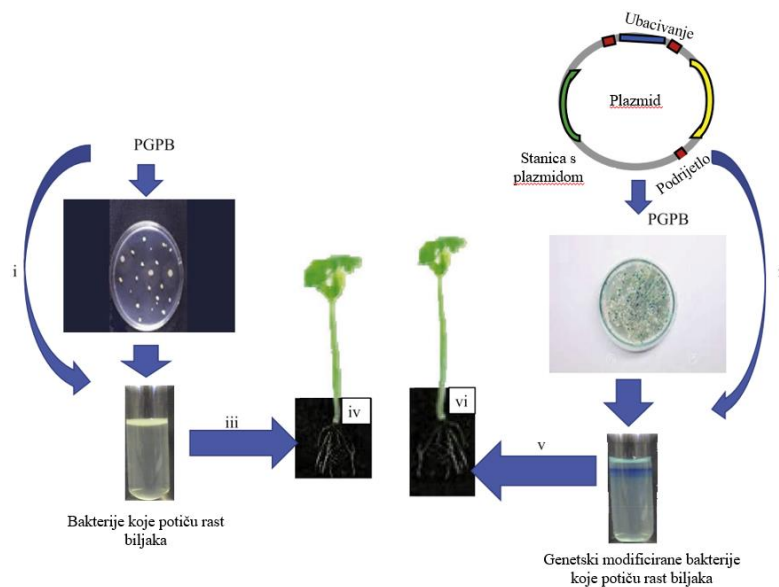 Ubacivanje
Plazmid
Stanica s
plazmidom
Podrijetlo
PGPB
PGPB
i
iii
iv
vi
v
Bakterije koje potiču rast
biljaka
Genetski modificirane bakterije
koje potiču rast biljaka